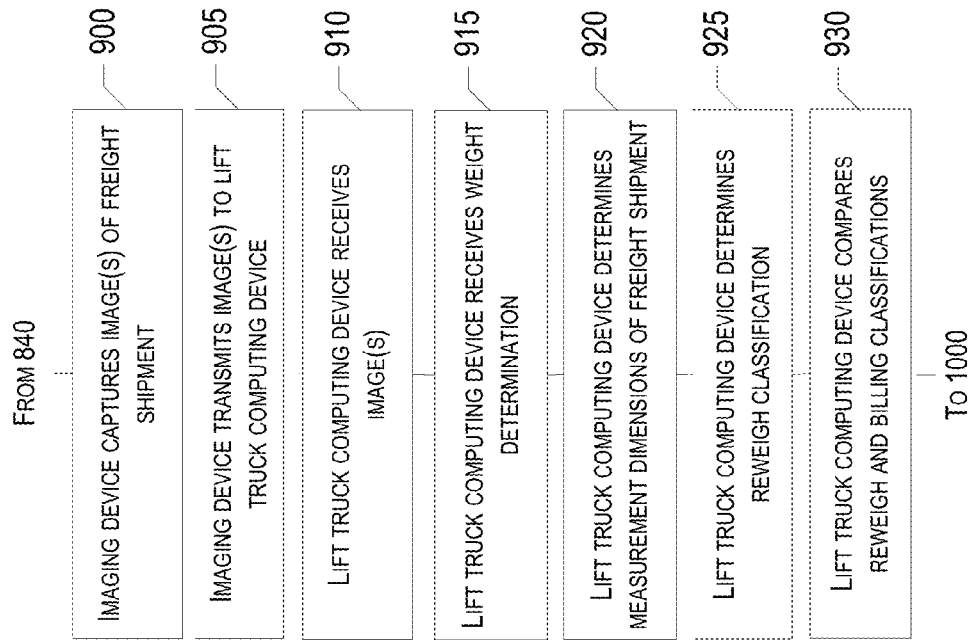 FROM 840
IMAGING DEVICE CAPTURES IMAGE(S) OF FREIGHT
SHIPMENT
900
IMAGING DEVICE TRANSMITS IMAGE(S) TO LIFT
TRUCK COMPUTING DEVICE
905
LIFT TRUCK COMPUTING DEVICE RECEIVES
IMAGE(S)
910
LIFT TRUCK COMPUTING DEVICE RECEIVES WEIGHT
DETERMINATION
915
LIFT TRUCK COMPUTING DEVICE DETERMINES
MEASUREMENT DIMENSIONS OF FREIGHT SHIPMENT
920
LIFT TRUCK COMPUTING DEVICE DETERMINES
REWEIGH CLASSIFICATION
925
LIFT TRUCK COMPUTING DEVICE COMPARES
REWEIGH AND BILLING CLASSIFICATIONS
930
TO 1000